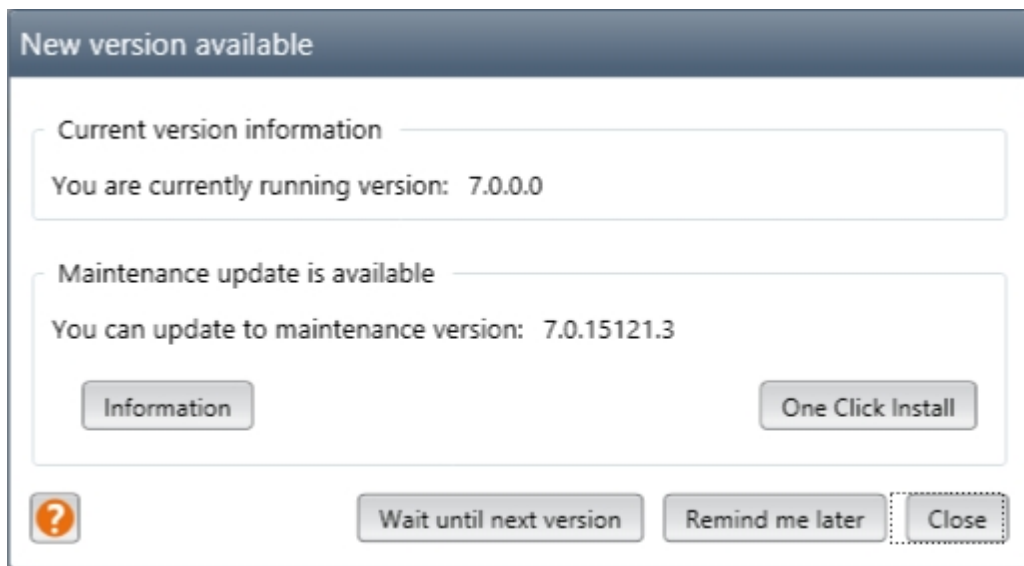 New version available
Current version information
You are currently running version: 7.0.0.0
Maintenance update is available
You can update to maintenance version: 7.0.15121.3
Information
One Click Install
?
Wait until next version
Remind me later
Close